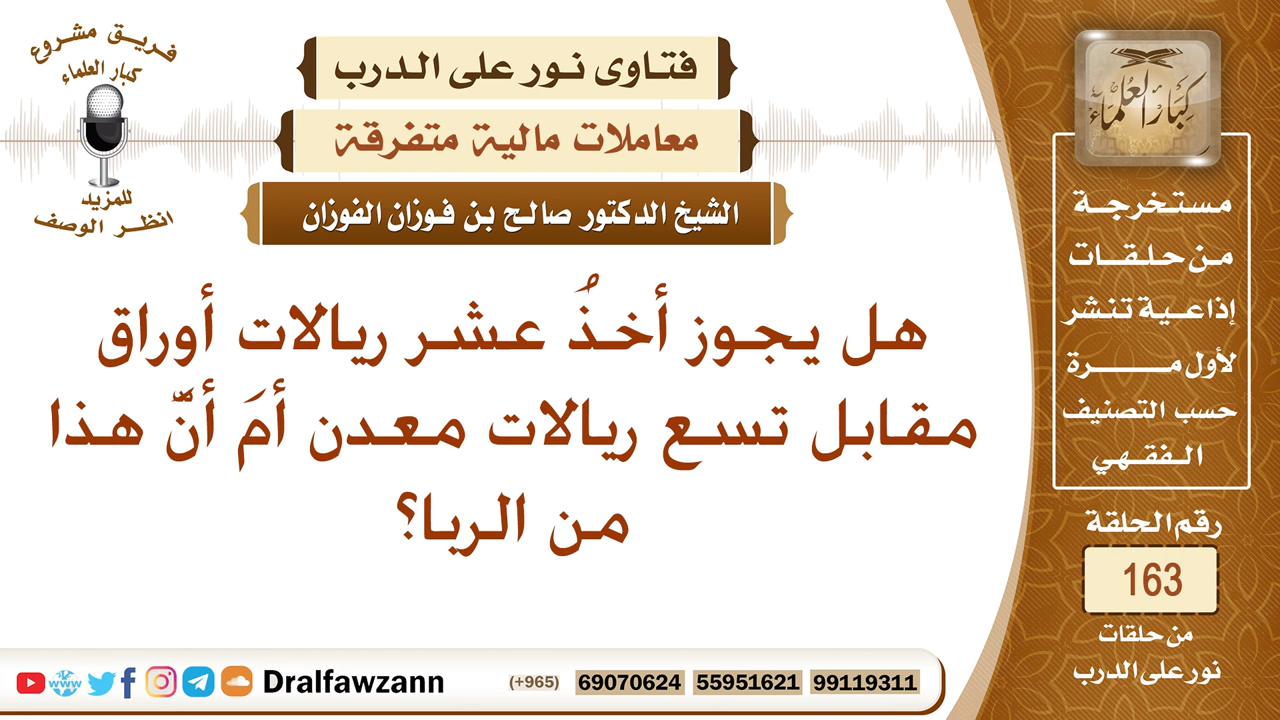 فريق مشروع
كبار العلماء
للمزيد
انظر الوصف
فتاوى نور على الدرب
معاملات مالية متفرقة
الشيخ الدكتور صالح بن فوزان الفوزان
هل يجوز أخذُ عشر ريالات أوراق
مقابل تسع ريالات معدن أمَ أنّ هذا
من الربا؟
كبار العلماء
مستخرجة
من حلقات
إذاعية تنشر
لأول مرة
حسب التصنيف
الفقهي
رقم الحلقة
163
من حلقات
نور على الدرب
www Dralfawzann (+965) 69070624 55951621 99119311